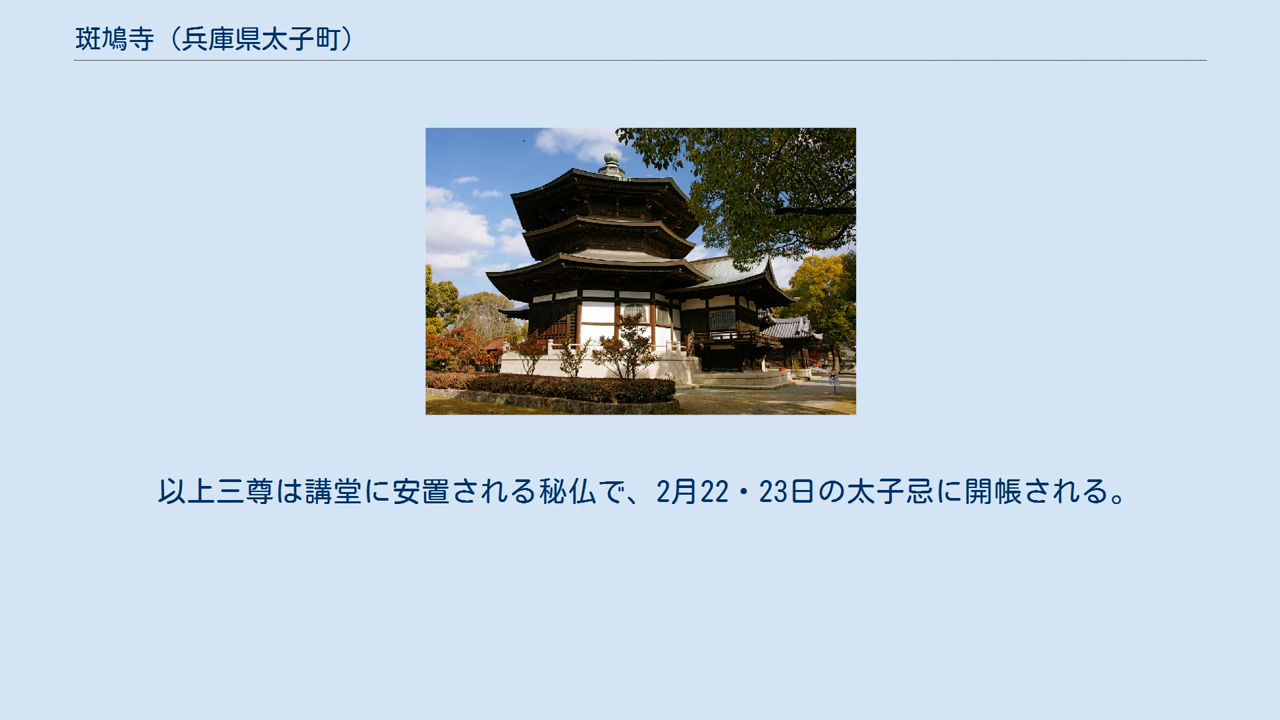 斑鳩寺（兵庫県太子町）
以上三尊は講堂に安置される秘仏で、2月22・23日の太子忌に開帳される。